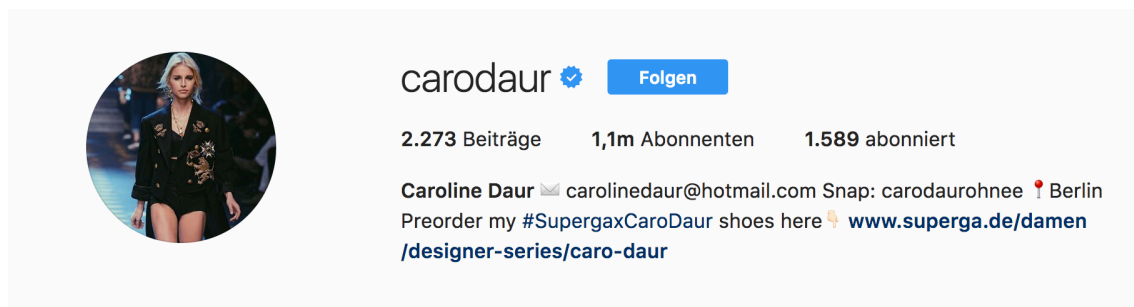 carodaur Folgen
2.273 Beiträge 1,1m Abonnenten 1.589 abonniert
Caroline Daur ✉️ carolinedaur@hotmail.com Snap: carodaurohnee 📍Berlin
Preorder my #SupergaxCaroDaur shoes here👇🏻 www.superga.de/damen
/designer-series/caro-daur